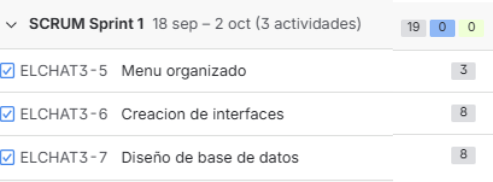 SCRUM Sprint 1 18 sep – 2 oct (3 actividades) 19 0 0
ELCHAT3-5 Menu organizado 3
ELCHAT3-6 Creacion de interfaces 8
ELCHAT3-7 Diseño de base de datos 8